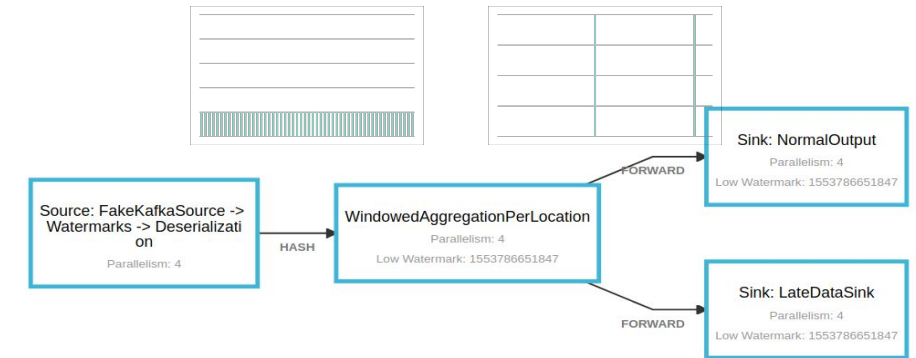 Source: FakeKafkaSource ->
Watermarks -> Deserializati
on
Parallelism: 4
HASH
WindowedAggregationPerLocation
Parallelism: 4
Low Watermark: 1553786651847
FORWARD
Sink: NormalOutput
Parallelism: 4
Low Watermark: 1553786651847
FORWARD
Sink: LateDataSink
Parallelism: 4
Low Watermark: 1553786651847